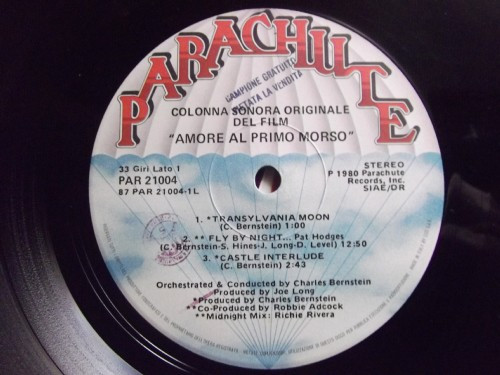 PARACHUTE
CAMPIONE GRATUITO
VIETATA LA VENDITA
COLONNA SONORA ORIGINALE
DEL FILM
"AMORE AL PRIMO MORSO"
33 Giri Lato 1
PAR 21004
87 PAR 21004-1L
STEREO
P 1980 Parachute
Records, Inc.
SIAE/DR
1. *TRANSYLVANIA MOON
(C. Bernstein) 1:00
2. ** FLY BY NIGHT... Pat Hodges
(C. Bernstein-S. Hines-J. Long-D. Level) 12:50
3. *CASTLE INTERLUDE
(C. Bernstein) 2:43
Orchestrated & Conducted by Charles Bernstein
Produced by Joe Long
*Produced by Charles Bernstein
**Co-Produced by Robbie Adcock
**Midnight Mix: Richie Rivera